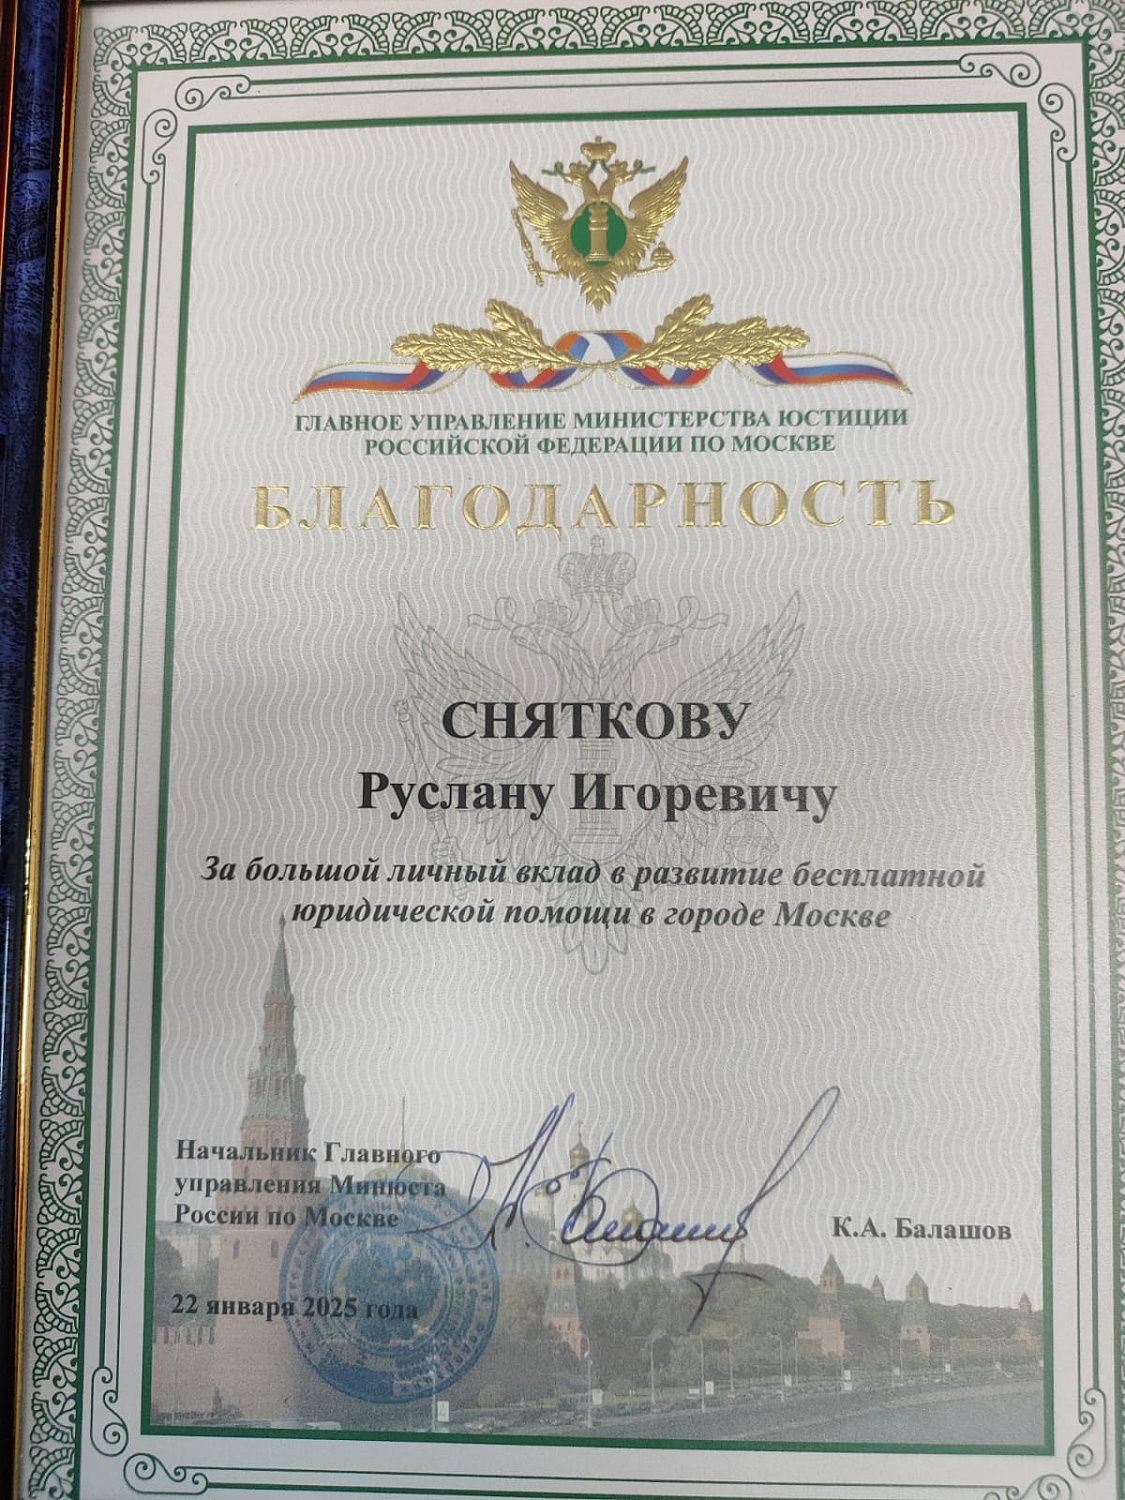 ГЛАВНОЕ УПРАВЛЕНИЕ МИНИСТЕРСТВА ЮСТИЦИИ
РОССИЙСКОЙ ФЕДЕРАЦИИ ПО МОСКВЕ
БЛАГОДАРНОСТЬ
СНЯТКОВУ
Руслану Игоревичу
За большой личный вклад в развитие бесплатной
юридической помощи в городе Москве
Начальник Главного
управления Минюста
России по Москве
К.А. Балашов
22 января 2025 года